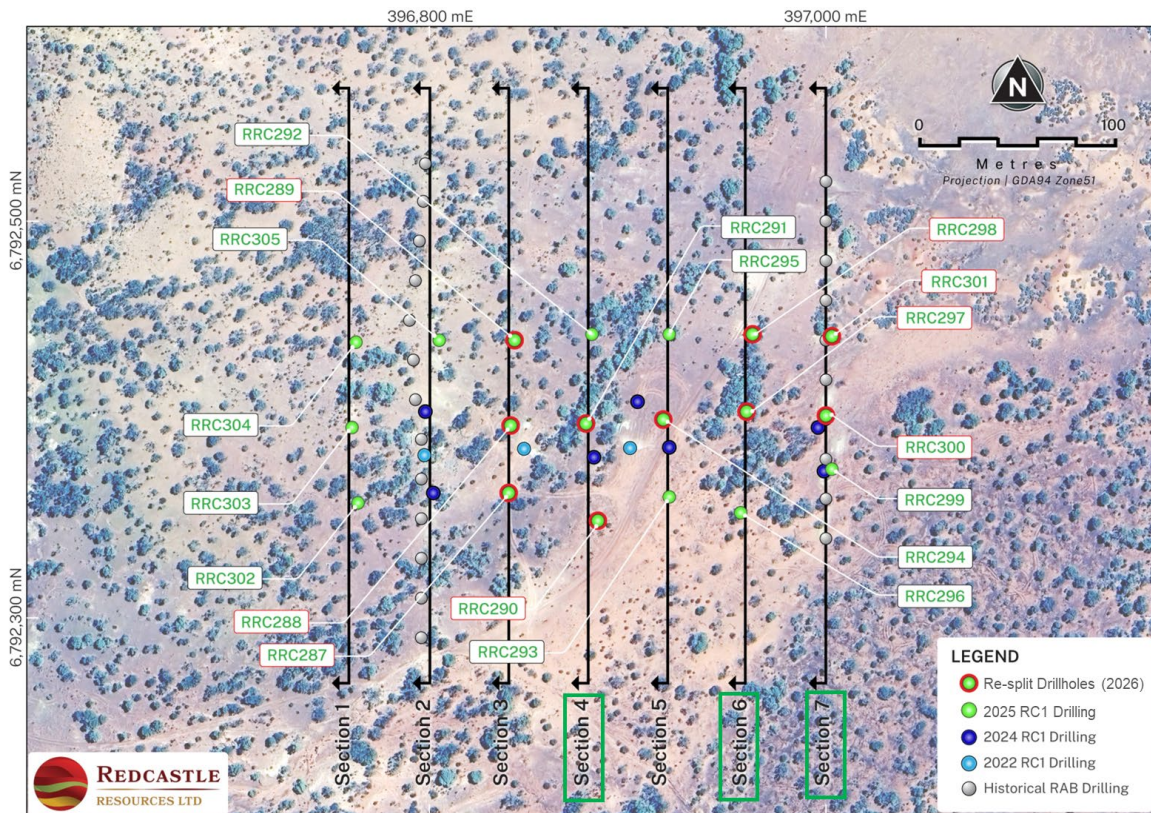 396,800 mE
397,000 mE
6,792,500 mN
6,792,300 mN
N
0
100
Metres
Projection | GDA94 Zone51
RRC292
RRC289
RRC305
RRC291
RRC295
RRC298
RRC301
RRC297
RRC304
RRC303
RRC302
RRC288
RRC287
RRC290
RRC293
RRC300
RRC299
RRC294
RRC296
Section 1
Section 2
Section 3
Section 4
Section 5
Section 6
Section 7
LEGEND
Re-split Drillholes (2026)
2025 RC1 Drilling
2024 RC1 Drilling
2022 RC1 Drilling
Historical RAB Drilling
REDCASTLE
RESOURCES LTD